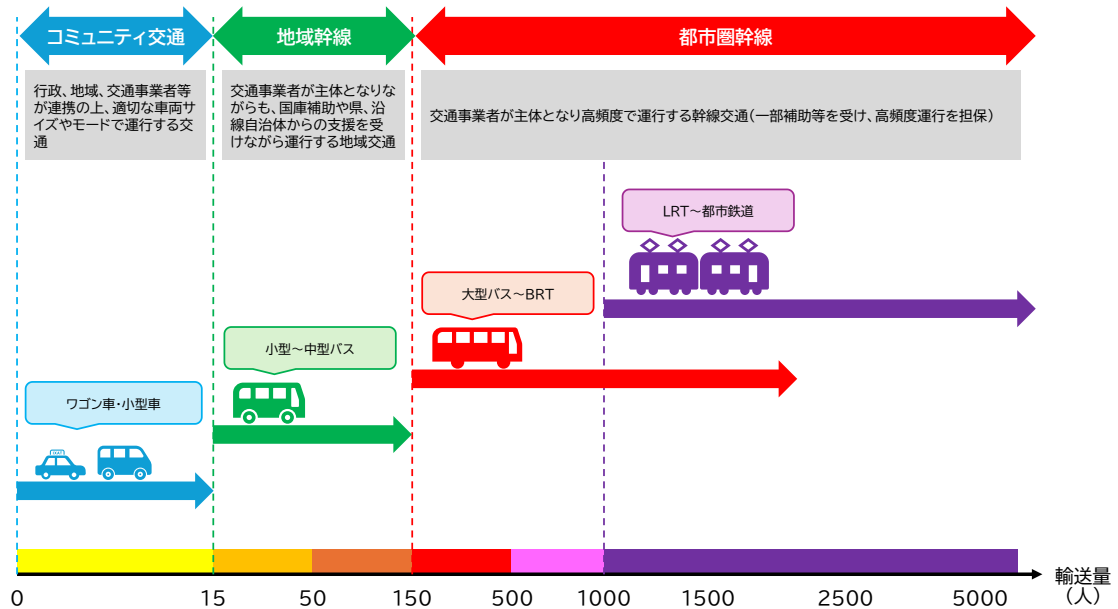 コミュニティ交通
地域幹線
都市圏幹線
行政、地域、交通事業者等
が連携の上、適切な車両サ
イズやモードで運行する交
通
交通事業者が主体となりな
がらも、国庫補助や県、沿
線自治体からの支援を受
けながら運行する地域交通
交通事業者が主体となり高頻度で運行する幹線交通(一部補助等を受け、高頻度運行を担保)
LRT～都市鉄道
大型バス～BRT
小型～中型バス
ワゴン車・小型車
0
15
50
150
500
1000
1500
2500
5000
輸送量
(人)